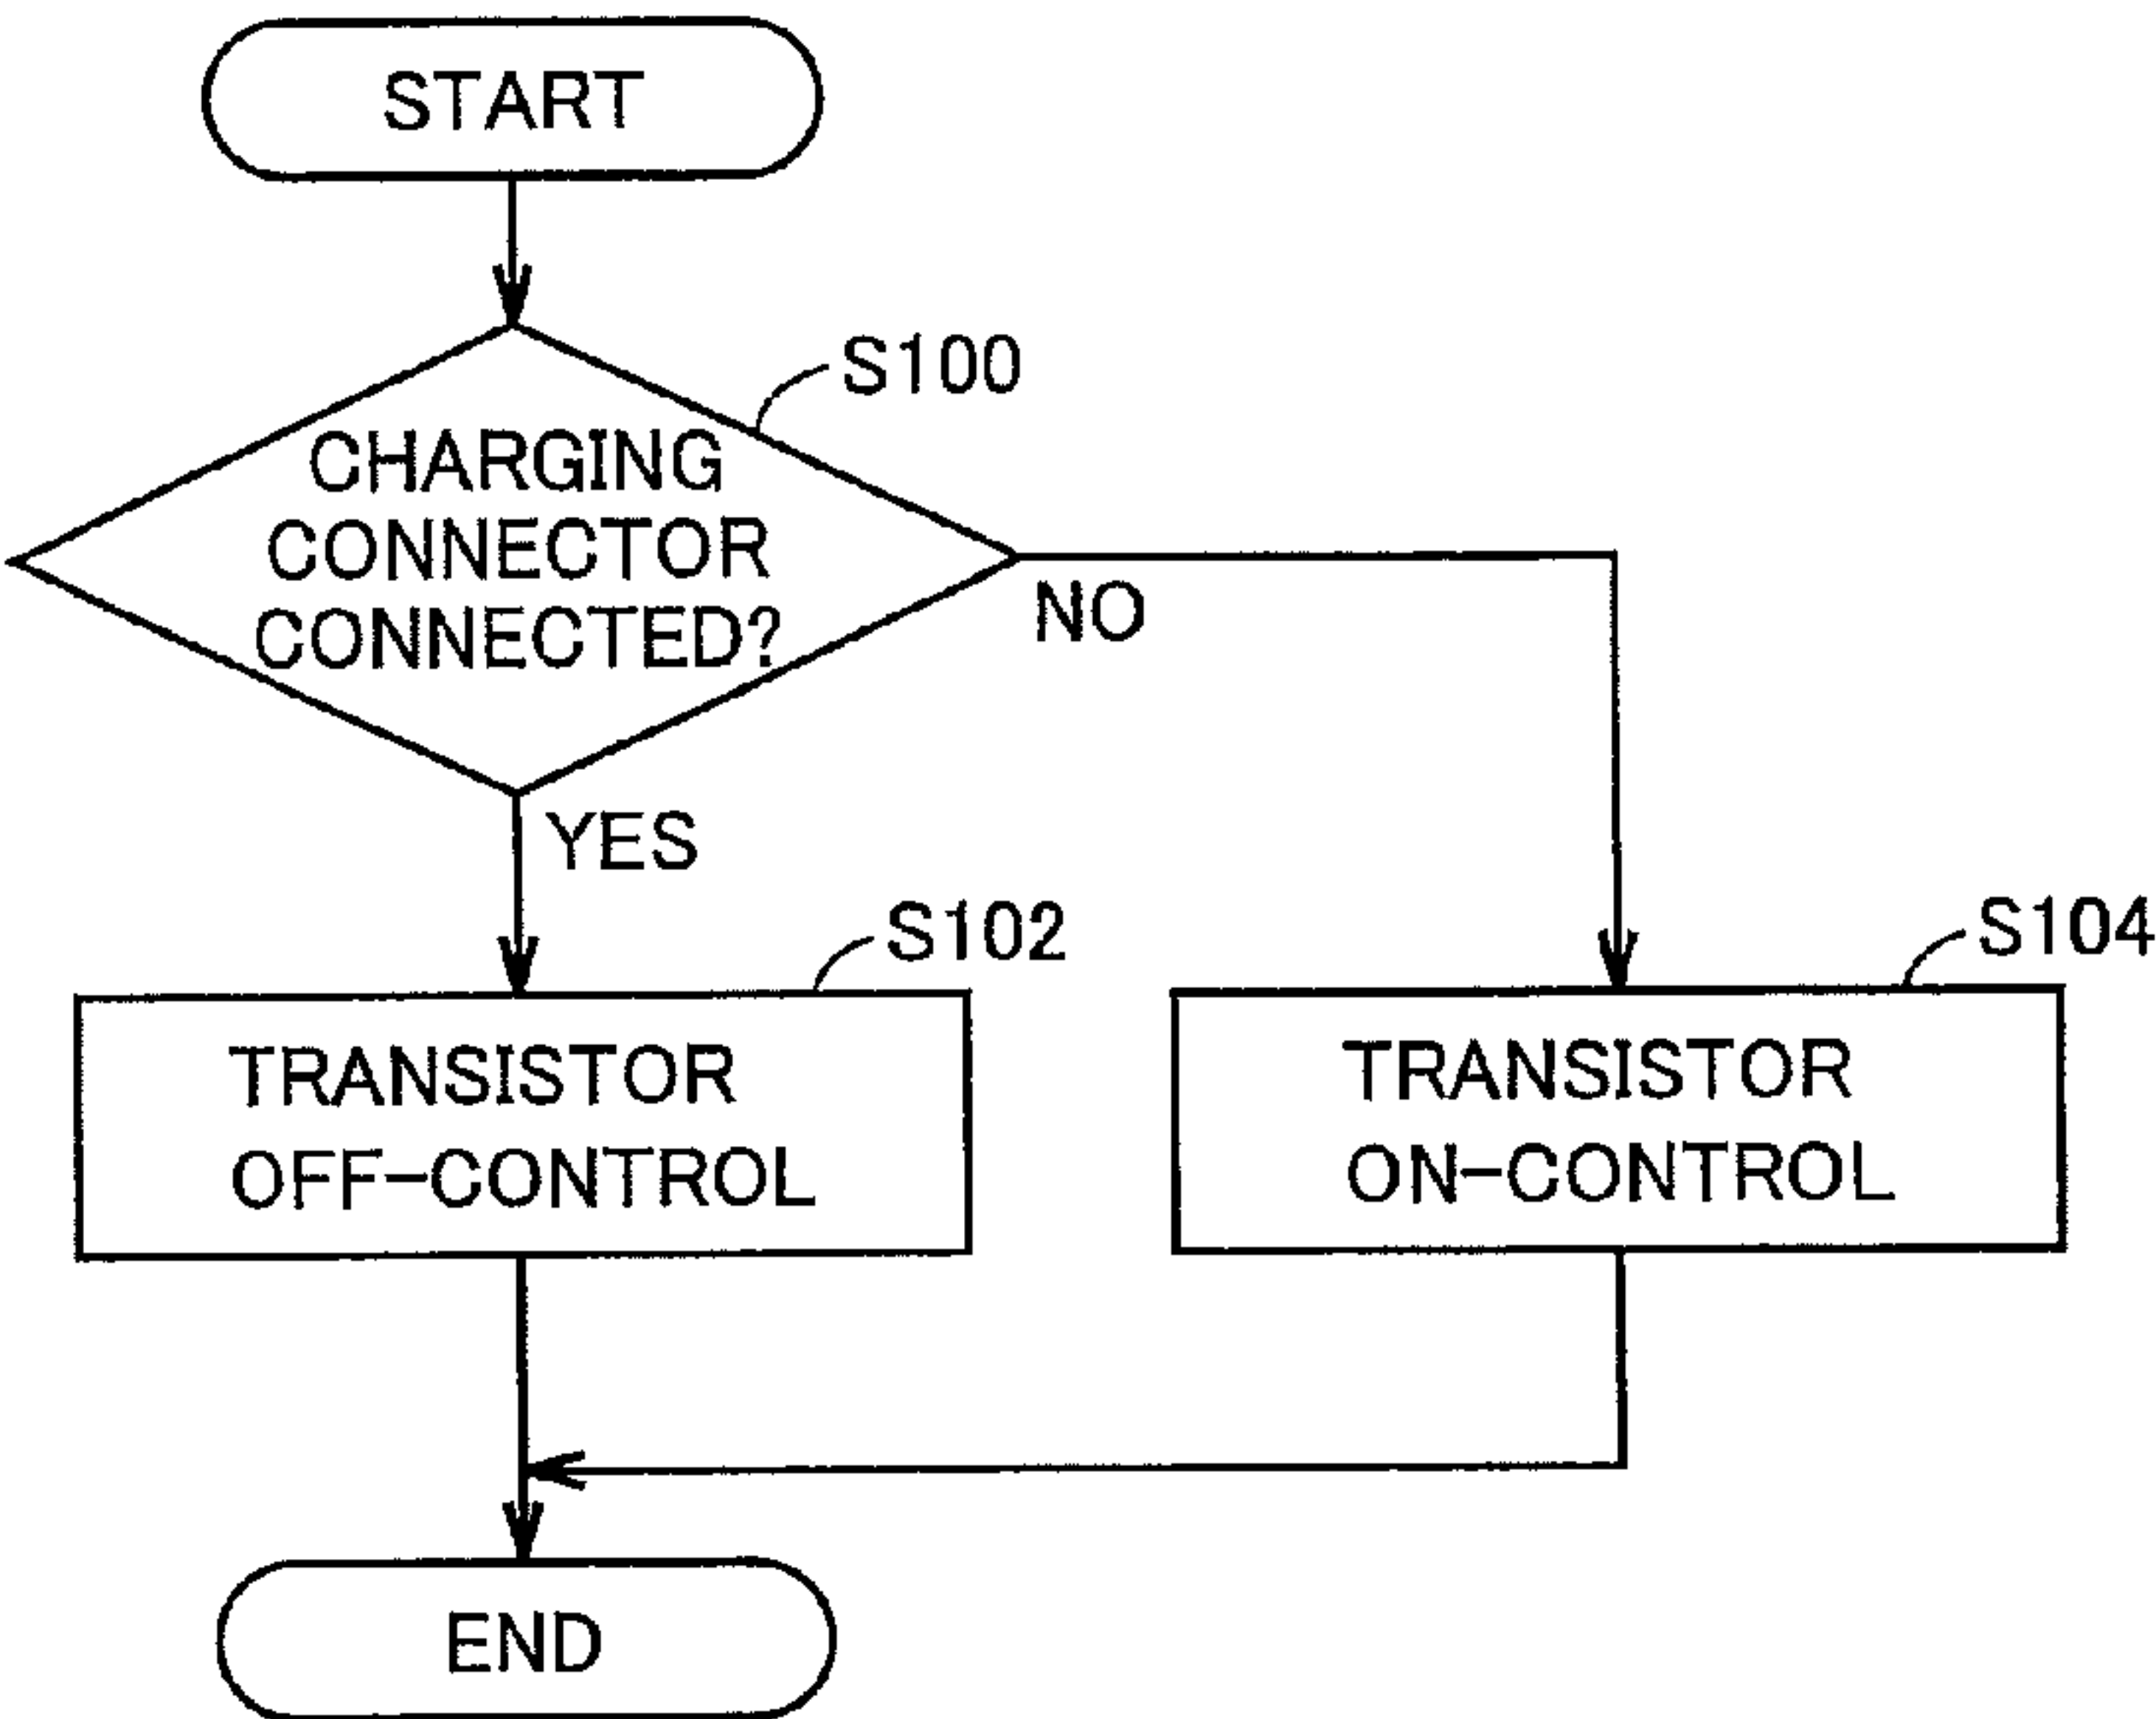 START
S100
CHARGING
CONNECTOR
CONNECTED?
NO
YES
S102
TRANSISTOR
OFF-CONTROL
S104
TRANSISTOR
ON-CONTROL
END